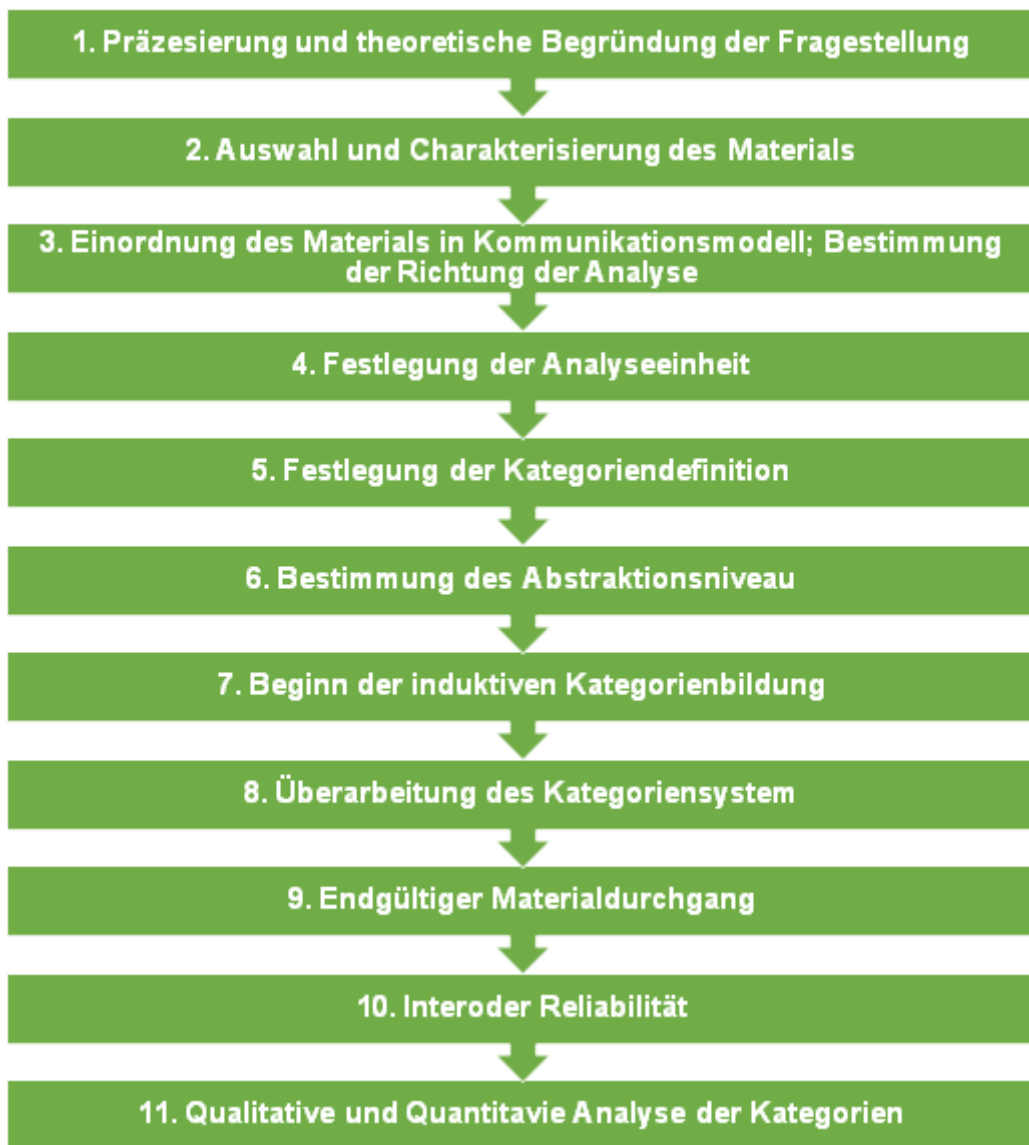 1. Präzesierung und theoretische Begründung der Fragestellung
2. Auswahl und Charakterisierung des Materials
3. Einordnung des Materials in Kommunikationsmodell; Bestimmung
der Richtung der Analyse
4. Festlegung der Analyseeinheit
5. Festlegung der Kategoriendefinition
6. Bestimmung des Abstraktionsniveau
7. Beginn der induktiven Kategorienbildung
8. Überarbeitung des Kategoriensystem
9. Endgültiger Materialdurchgang
10. Interoder Reliabilität
11. Qualitative und Quantitavie Analyse der Kategorien